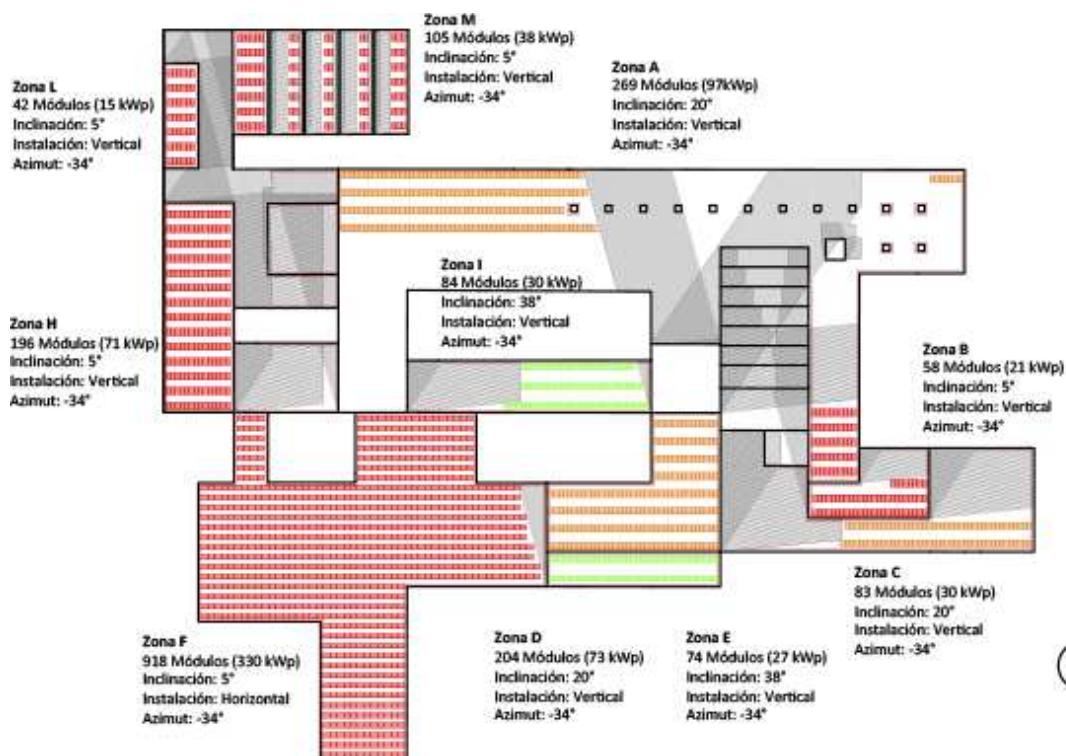 Zona M
105 Módulos (38 kWp)
Inclinación: 5°
Instalación: Vertical
Azimut: -34°
Zona A
269 Módulos (97kWp)
Inclinación: 20°
Instalación: Vertical
Azimut: -34°
Zona L
42 Módulos (15 kWp)
Inclinación: 5°
Instalación: Vertical
Azimut: -34°
Zona I
84 Módulos (30 kWp)
Inclinación: 38°
Instalación: Vertical
Azimut: -34°
Zona H
196 Módulos (71 kWp)
Inclinación: 5°
Instalación: Vertical
Azimut: -34°
Zona B
58 Módulos (21 kWp)
Inclinación: 5°
Instalación: Vertical
Azimut: -34°
Zona C
83 Módulos (30 kWp)
Inclinación: 20°
Instalación: Vertical
Azimut: -34°
Zona F
918 Módulos (330 kWp)
Inclinación: 5°
Instalación: Horizontal
Azimut: -34°
Zona D
204 Módulos (73 kWp)
Inclinación: 20°
Instalación: Vertical
Azimut: -34°
Zona E
74 Módulos (27 kWp)
Inclinación: 38°
Instalación: Vertical
Azimut: -34°